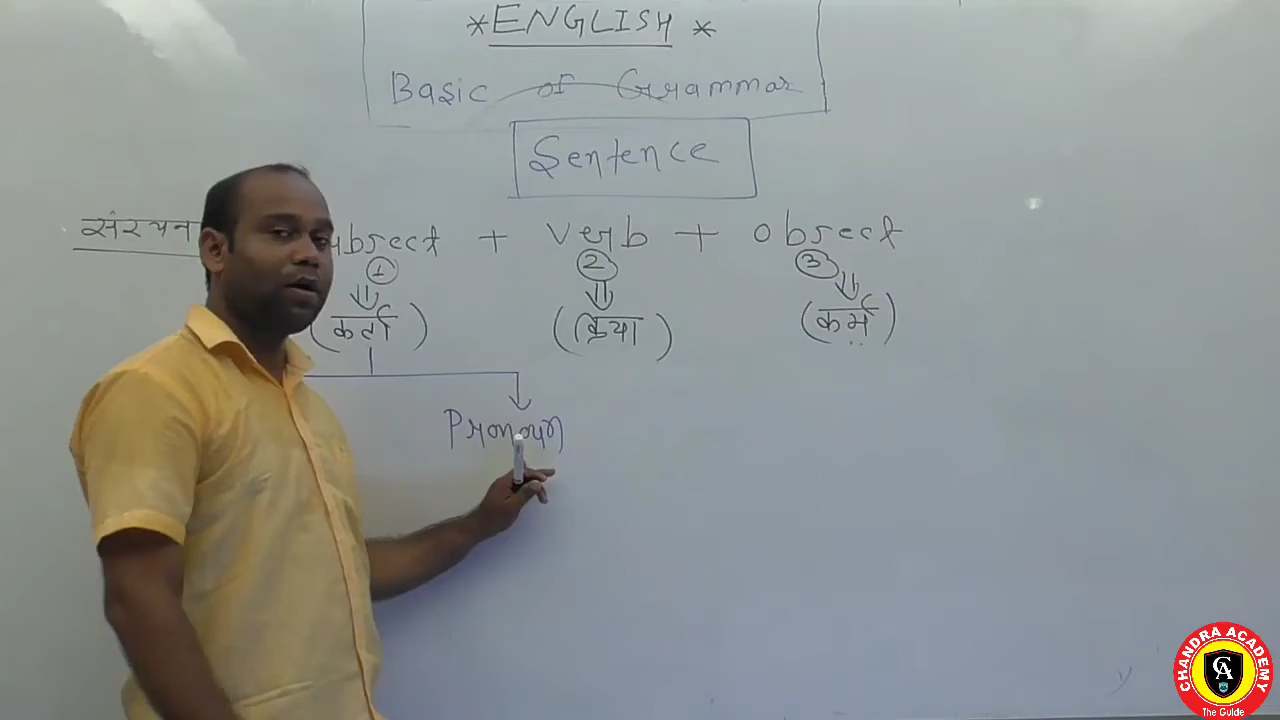 *ENGLISH*
Basic of Grammar
Sentence
संरचना ubject + verb + object
1 2 3
(कर्ता) (क्रिया) (कर्म)
Pronoun
CHANDRA ACADEMY
CA
The Guide